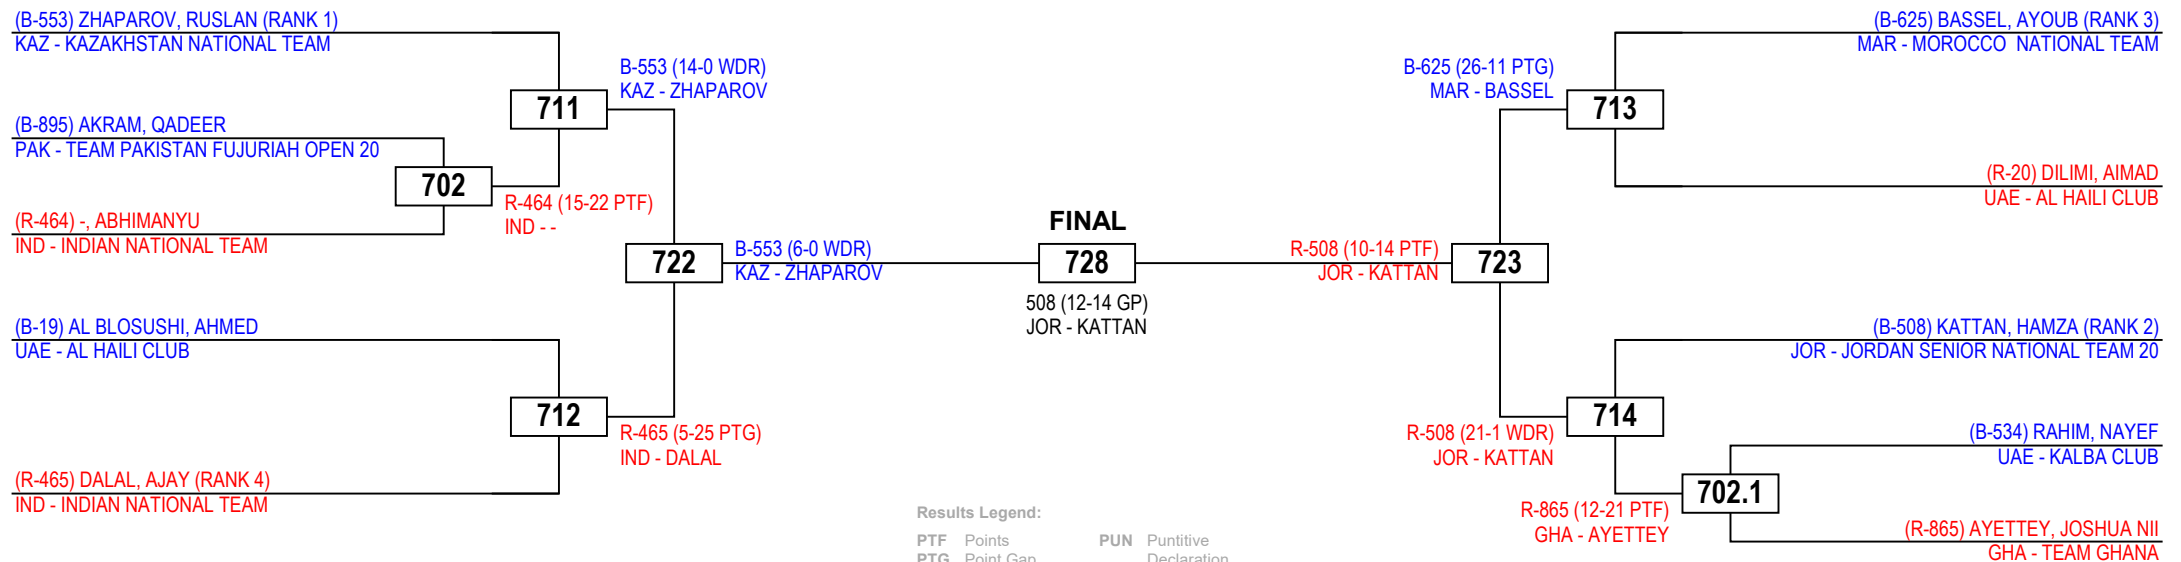 (B-553) ZHAPAROV, RUSLAN (RANK 1)
KAZ - KAZAKHSTAN NATIONAL TEAM
B-553 (14-0 WDR)
KAZ - ZHAPAROV
711
(B-895) AKRAM, QADEER
PAK - TEAM PAKISTAN FUJURIAH OPEN 20
702
R-464 (15-22 PTF)
IND - -
(R-464) -, ABHIMANYU
IND - INDIAN NATIONAL TEAM
722
B-553 (6-0 WDR)
KAZ - ZHAPAROV
(B-19) AL BLOSUSHI, AHMED
UAE - AL HAILI CLUB
712
R-465 (5-25 PTG)
IND - DALAL
(R-465) DALAL, AJAY (RANK 4)
IND - INDIAN NATIONAL TEAM
FINAL
728
508 (12-14 GP)
JOR - KATTAN
(B-625) BASSEL, AYOUB (RANK 3)
MAR - MOROCCO  NATIONAL TEAM
B-625 (26-11 PTG)
MAR - BASSEL
713
(R-20) DILIMI, AIMAD
UAE - AL HAILI CLUB
R-508 (10-14 PTF)
JOR - KATTAN
723
(B-508) KATTAN, HAMZA (RANK 2)
JOR - JORDAN SENIOR NATIONAL TEAM 20
714
R-508 (21-1 WDR)
JOR - KATTAN
(B-534) RAHIM, NAYEF
UAE - KALBA CLUB
702.1
R-865 (12-21 PTF)
GHA - AYETTEY
(R-865) AYETTEY, JOSHUA NII
GHA - TEAM GHANA
Results Legend:
PTF Points PUN Puntitive
PTG Point Gap Declaration